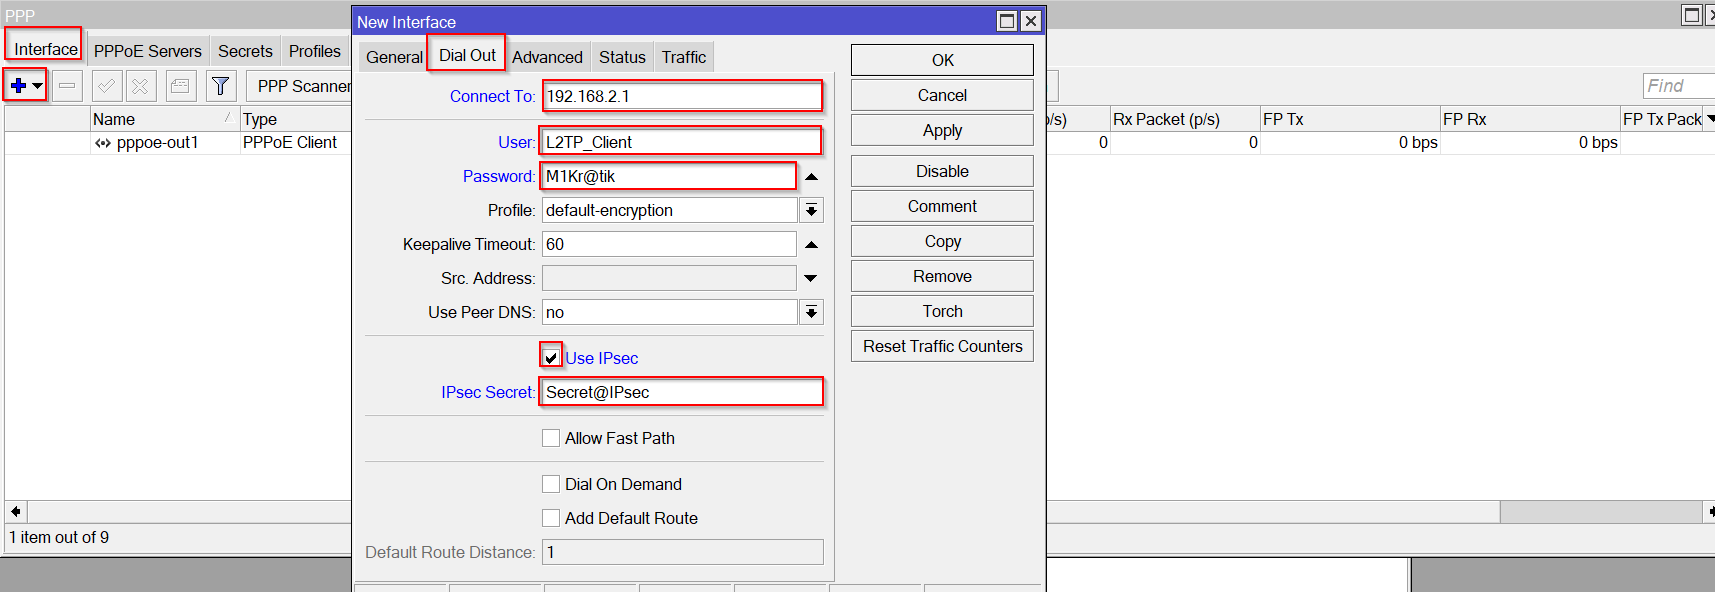 PPP
Interface PPPoE Servers Secrets Profiles
PPP Scanner
Find
Name Type
/s) Rx Packet (p/s) FP Tx FP Rx FP Tx Pack
pppoe-out1 PPPoE Client
0 0 0 bps 0 bps
1 item out of 9
New Interface
General Dial Out Advanced Status Traffic
Connect To: 192.168.2.1
User: L2TP_Client
Password: M1Kr@tik
Profile: default-encryption
Keepalive Timeout: 60
Src. Address:
Use Peer DNS: no
Use IPsec
IPsec Secret: Secret@IPsec
Allow Fast Path
Dial On Demand
Add Default Route
Default Route Distance: 1
OK
Cancel
Apply
Disable
Comment
Copy
Remove
Torch
Reset Traffic Counters